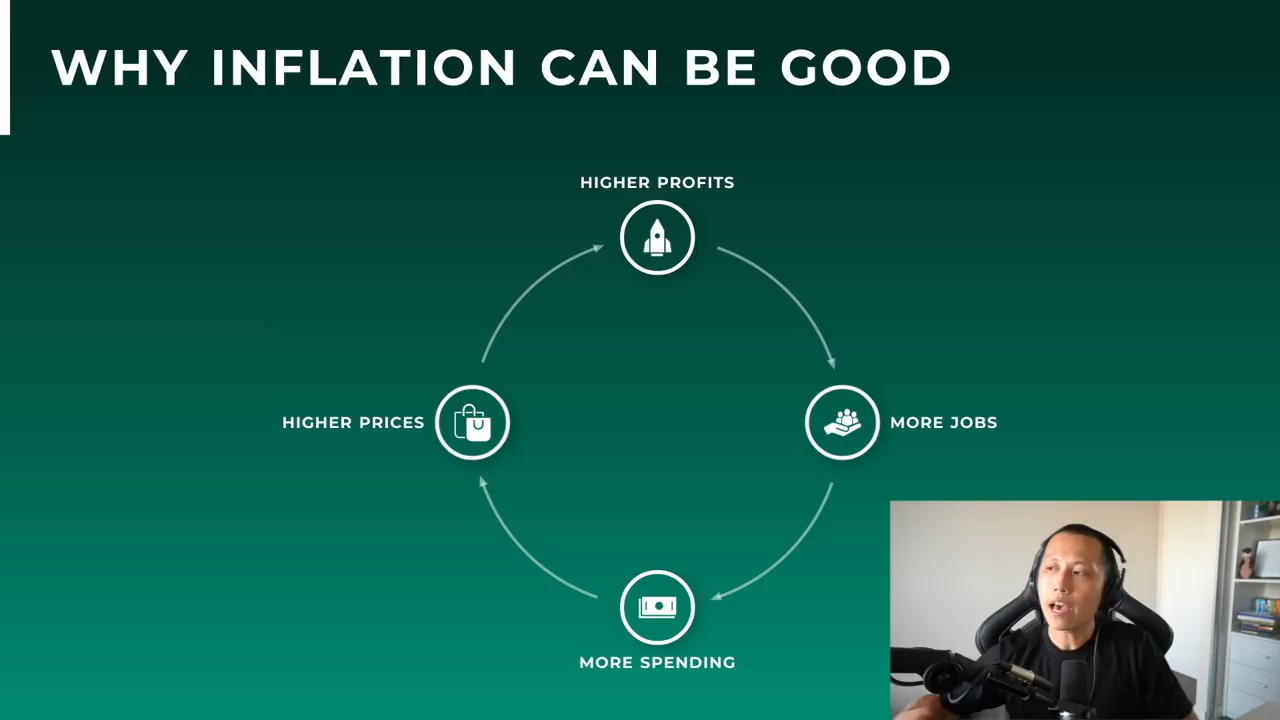 WHY INFLATION CAN BE GOOD
HIGHER PROFITS
HIGHER PRICES
MORE JOBS
MORE SPENDING